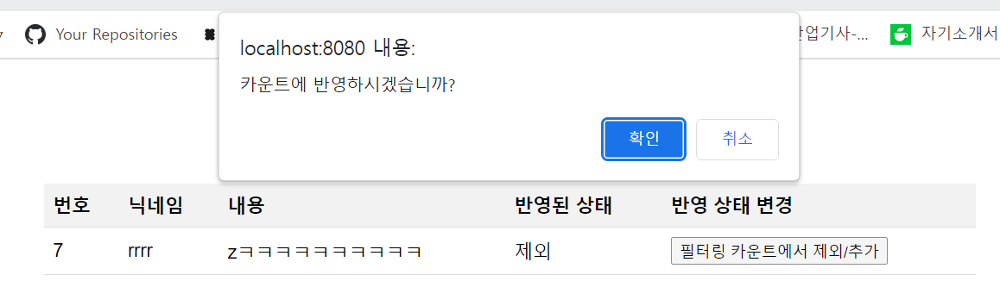 Your Repositories
산업기사-...
자기소개서
localhost:8080 내용:
카운트에 반영하시겠습니까?
확인
취소
번호 닉네임 내용 반영된 상태 반영 상태 변경
7 rrrr zㅋㅋㅋㅋㅋㅋㅋㅋㅋㅋ 제외 필터링 카운트에서 제외/추가